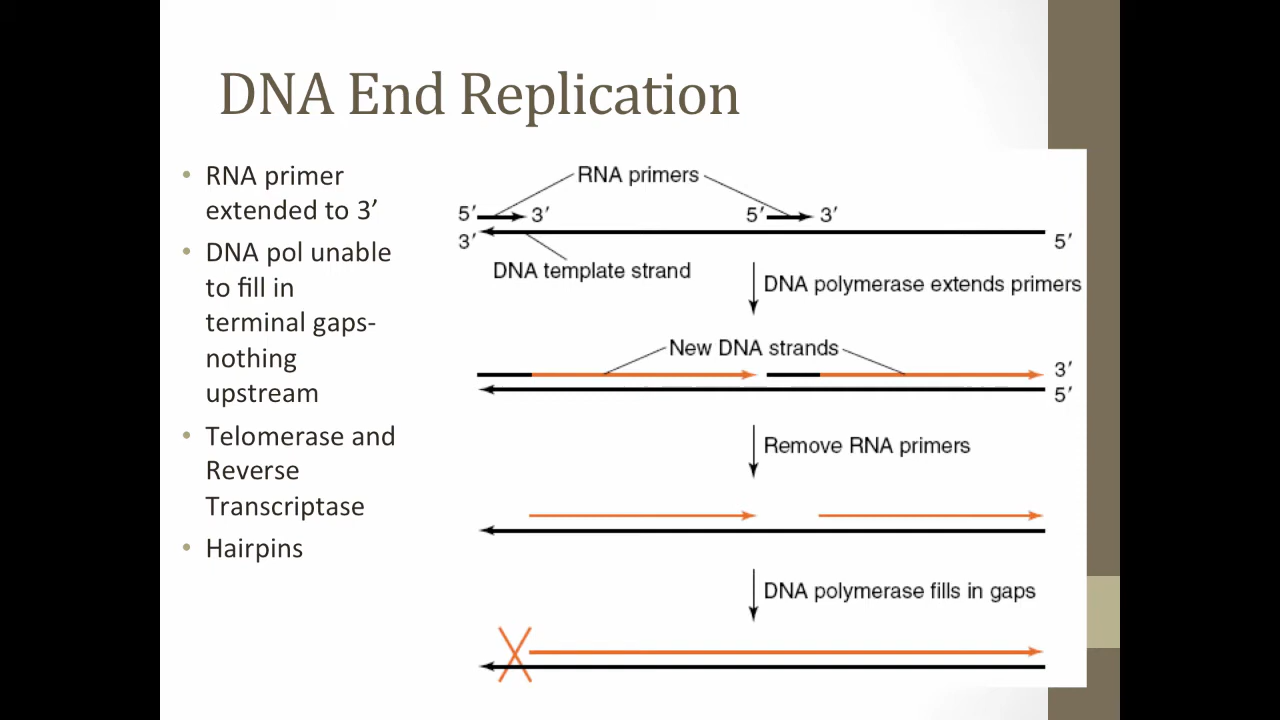 DNA End Replication
• RNA primer
extended to 3’
• DNA pol unable
to fill in
terminal gaps-
nothing
upstream
• Telomerase and
Reverse
Transcriptase
• Hairpins
RNA primers
5′ 3′ 5′ 3′
3′ 5′
DNA template strand
DNA polymerase extends primers
New DNA strands
3′
5′
Remove RNA primers
DNA polymerase fills in gaps